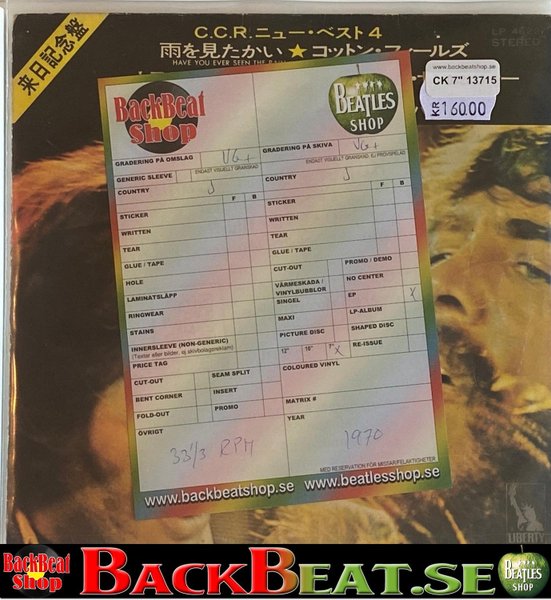 来日記念盤
C.C.R.ニュー・ベスト4
雨を見たかい★コットン・フィールズ
HAVE YOU EVER SEEN THE RAIN
STEREO
www.backbeatshop.se
CK 7" 13715
KR 160.00
BackBeat
Shop
BEATLES
SHOP
GRADERING PÅ OMSLAG
VG+
ENDAST VISUELLT GRANSKAD
GENERIC SLEEVE
COUNTRY
J
F B
STICKER
WRITTEN
TEAR
GLUE / TAPE
HOLE
LAMINATSLÄPP
RINGWEAR
STAINS
INNERSLEEVE (NON-GENERIC)
(Textar eller bilder, ej skivbolagsreklam)
PRICE TAG
CUT-OUT
SEAM SPLIT
BENT CORNER
INSERT
FOLD-OUT
PROMO
ÖVRIGT
33 1/3 RPM
GRADERING PÅ SKIVA
VG+
ENDAST VISUELLT GRANSKAD, EJ PROVSPELAD
COUNTRY
J
F B
STICKER
WRITTEN
TEAR
GLUE / TAPE
CUT-OUT
PROMO / DEMO
VÄRMESKADA /
VINYLBUBBLOR
NO CENTER
SINGEL
EP
X
MAXI
LP-ALBUM
PICTURE DISC
SHAPED DISC
12" 10" 7" X
RE-ISSUE
COLOURED VINYL
MATRIX #
YEAR
1970
MED RESERVATION FÖR MISSTAR/FELAKTIGHETER
www.backbeatshop.se
www.beatlesshop.se
LIBERTY
BackBeat
Shop
BACKBEAT.SE
BEATLES
SHOP